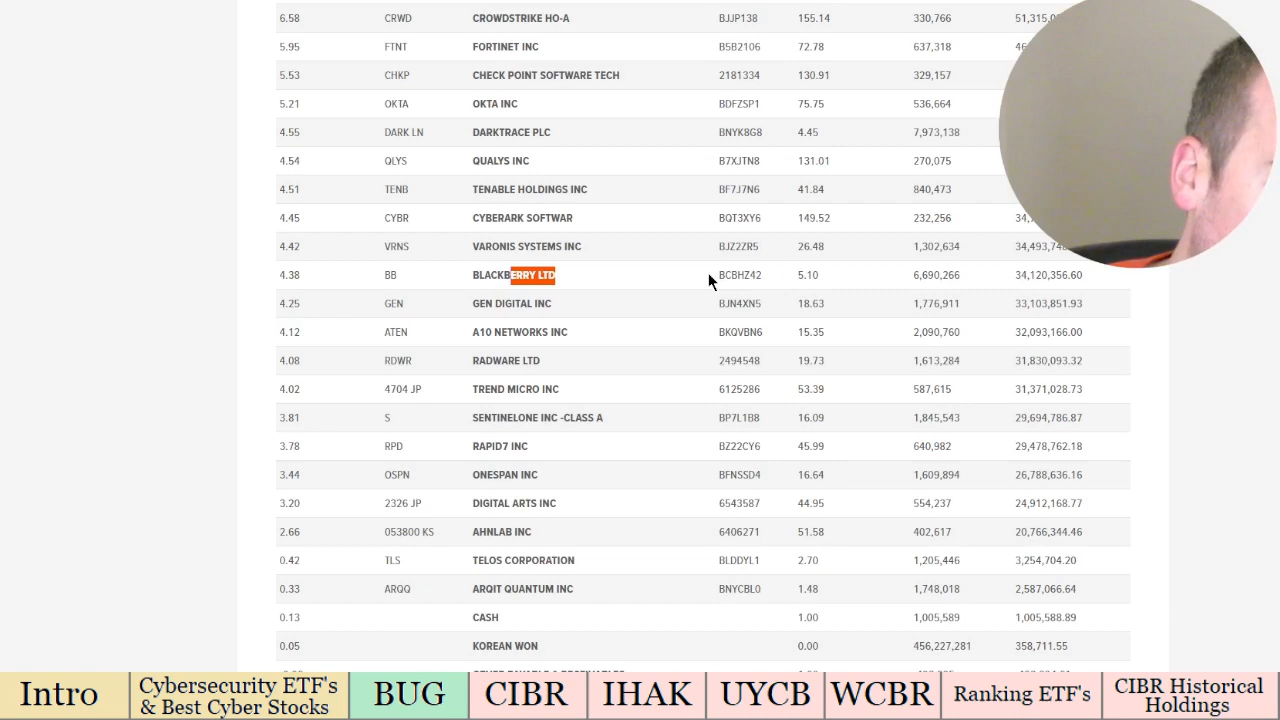 6.58 CRWD CROWDSTRIKE HO-A BJJP138 155.14 330,766
5.95 FTNT FORTINET INC B5B2106 72.78 637,318
5.53 CHKP CHECK POINT SOFTWARE TECH 2181334 130.91 329,157
5.21 OKTA OKTA INC BDFZSP1 75.75 536,664
4.55 DARK LN DARKTRACE PLC BNYK8G8 4.45 7,973,138
4.54 QLYS QUALYS INC B7XJTN8 131.01 270,075
4.51 TENB TENABLE HOLDINGS INC BF7J7N6 41.84 840,473
4.45 CYBR CYBERARK SOFTWAR BQT3XY6 149.52 232,256
4.42 VRNS VARONIS SYSTEMS INC BJZ2ZR5 26.48 1,302,634
4.38 BB BLACKBERRY LTD BCBHZ42 5.10 6,690,266 34,120,356.60
4.25 GEN GEN DIGITAL INC BJN4XN5 18.63 1,776,911 33,103,851.93
4.12 ATEN A10 NETWORKS INC BKQVBN6 15.35 2,090,760 32,093,166.00
4.08 RDWR RADWARE LTD 2494548 19.73 1,613,284 31,830,093.32
4.02 4704 JP TREND MICRO INC 6125286 53.39 587,615 31,371,028.73
3.81 S SENTINELONE INC -CLASS A BP7L1B8 16.09 1,845,543 29,694,786.87
3.78 RPD RAPID7 INC BZ22CY6 45.99 640,982 29,478,762.18
3.44 OSPN ONESPAN INC BFNSSD4 16.64 1,609,894 26,788,636.16
3.20 2326 JP DIGITAL ARTS INC 6543587 44.95 554,237 24,912,168.77
2.66 053800 KS AHNLAB INC 6406271 51.58 402,617 20,766,344.46
0.42 TLS TELOS CORPORATION BLDDYL1 2.70 1,205,446 3,254,704.20
0.33 ARQQ ARQIT QUANTUM INC BNYCBL0 1.48 1,748,018 2,587,066.64
0.13 CASH 1.00 1,005,589 1,005,588.89
0.05 KOREAN WON 0.00 456,227,281 358,711.55
Intro
Cybersecurity ETF's
& Best Cyber Stocks
BUG
CIBR
IHAK
UYCB
WCBR
Ranking ETF's
CIBR Historical
Holdings